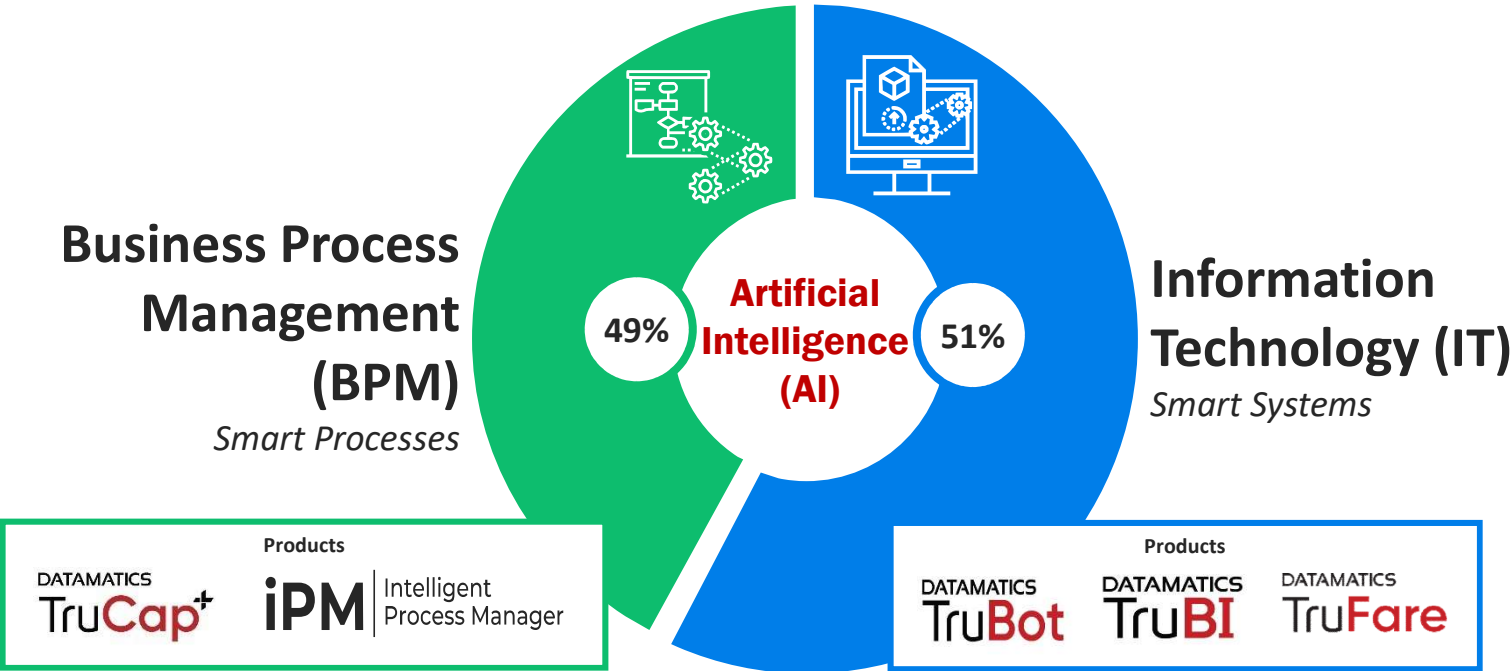 Business Process
Management
(BPM)
Smart Processes
49%
Artificial
Intelligence
(AI)
51%
Information
Technology (IT)
Smart Systems
Products
DATAMATICS
TruCap+
iPM
Intelligent
Process Manager
Products
DATAMATICS
TruBot
DATAMATICS
TruBI
DATAMATICS
TruFare